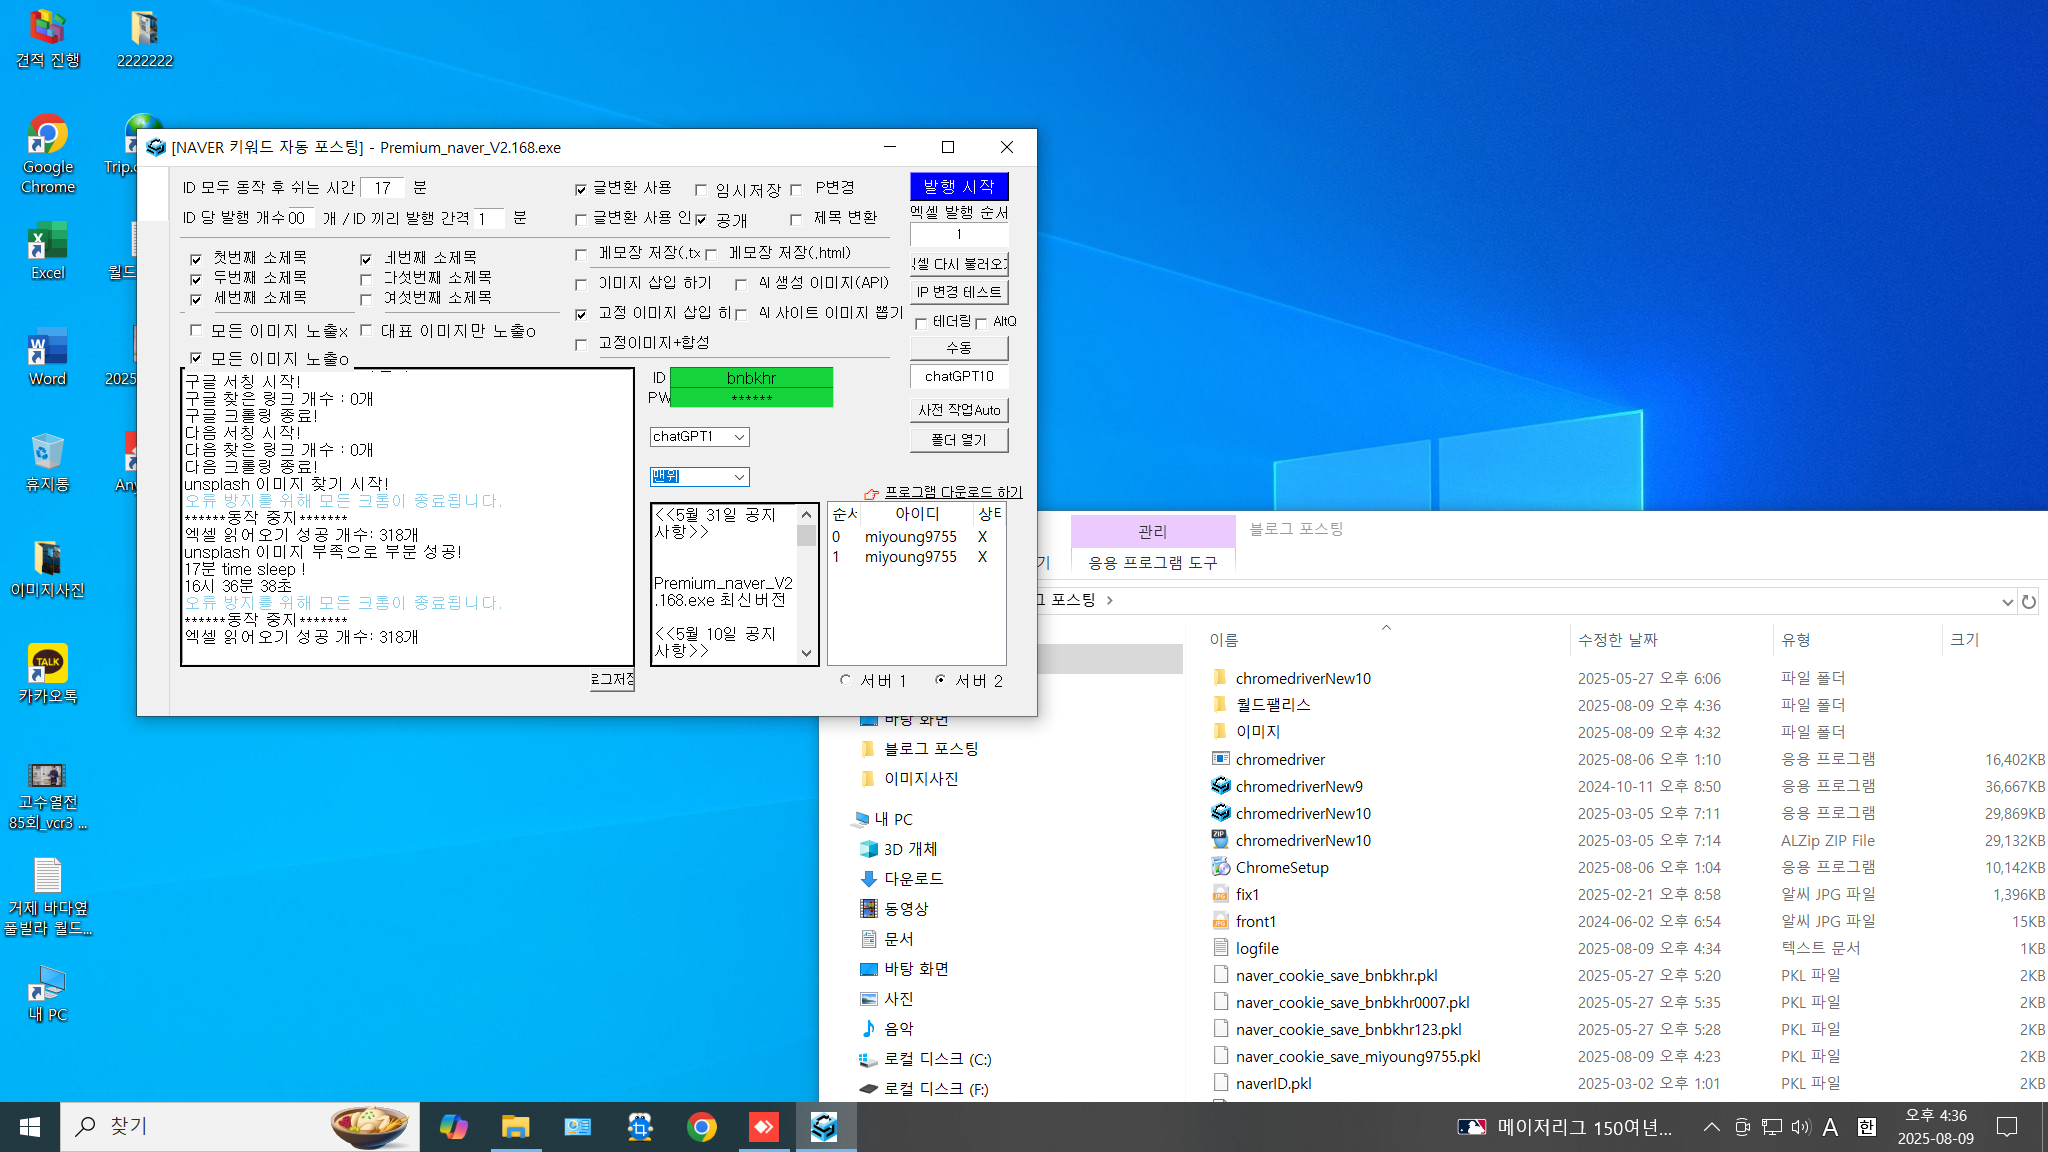 견적 진행
2222222
Google Chrome
Trip.c
Excel
월드
Word
2025
휴지통
Any
이미지사진
카카오톡
고수열전
85회_vcr3 ...
거제 바다옆
풀빌라 월드...
내 PC
[NAVER 키워드 자동 포스팅] - Premium_naver_V2.168.exe
ID 모두 동작 후 쉬는 시간 17 분
ID 당 발행 개수 00 개 / ID 끼리 발행 간격 1 분
글변환 사용 임시저장 P변경
글변환 사용 인 공개 제목 변환
첫번째 소제목 네번째 소제목
두번째 소제목 다섯번째 소제목
세번째 소제목 여섯번째 소제목
모든 이미지 노출x 대표 이미지만 노출o
모든 이미지 노출o
메모장 저장(.tx 메모장 저장(.html)
이미지 삽입 하기 AI 생성 이미지(API)
고정 이미지 삽입 히 AI 사이트 이미지 뽑기
고정이미지+합성
발행 시작
엑셀 발행 순서
1
엑셀 다시 불러오기
IP 변경 테스트
테더링 AltQ
수동
chatGPT10
사전 작업Auto
폴더 열기
구글 서칭 시작!
구글 찾은 링크 개수 : 0개
구글 크롤링 종료!
다음 서칭 시작!
다음 찾은 링크 개수 : 0개
다음 크롤링 종료!
unsplash 이미지 찾기 시작!
오류 방지를 위해 모든 크롬이 종료됩니다.
******동작 중지*******
엑셀 읽어오기 성공 개수: 318개
unsplash 이미지 부족으로 부분 성공!
17분 time sleep !
16시 36분 38초
오류 방지를 위해 모든 크롬이 종료됩니다.
******동작 중지*******
엑셀 읽어오기 성공 개수: 318개
로그저장
ID bnbkhr
PW ******
chatGPT1
맨위
<<5월 31일 공지
사항>>
Premium_naver_V2
.168.exe 최신버전
<<5월 10일 공지
사항>>
프로그램 다운로드 하기
순서 아이디 상태
0 miyoung9755 X
1 miyoung9755 X
서버 1 서버 2
관리
블로그 포스팅
기
응용 프로그램 도구
그 포스팅
이름 수정한 날짜 유형 크기
chromedriverNew10 2025-05-27 오후 6:06 파일 폴더
월드팰리스 2025-08-09 오후 4:36 파일 폴더
이미지 2025-08-09 오후 4:32 파일 폴더
chromedriver 2025-08-06 오후 1:10 응용 프로그램 16,402KB
chromedriverNew9 2024-10-11 오후 8:50 응용 프로그램 36,667KB
chromedriverNew10 2025-03-05 오후 7:11 응용 프로그램 29,869KB
chromedriverNew10 2025-03-05 오후 7:14 ALZip ZIP File 29,132KB
ChromeSetup 2025-08-06 오후 1:04 응용 프로그램 10,142KB
fix1 2025-02-21 오후 8:58 알씨 JPG 파일 1,396KB
front1 2024-06-02 오후 6:54 알씨 JPG 파일 15KB
logfile 2025-08-09 오후 4:34 텍스트 문서 1KB
naver_cookie_save_bnbkhr.pkl 2025-05-27 오후 5:20 PKL 파일 2KB
naver_cookie_save_bnbkhr0007.pkl 2025-05-27 오후 5:35 PKL 파일 2KB
naver_cookie_save_bnbkhr123.pkl 2025-05-27 오후 5:28 PKL 파일 2KB
naver_cookie_save_miyoung9755.pkl 2025-08-09 오후 4:23 PKL 파일 2KB
naverID.pkl 2025-03-02 오후 1:01 PKL 파일 2KB
바탕 화면
블로그 포스팅
이미지사진
내 PC
3D 개체
다운로드
동영상
문서
바탕 화면
사진
음악
로컬 디스크 (C:)
로컬 디스크 (F:)
찾기
메이저리그 150여년...
A
한
오후 4:36
2025-08-09